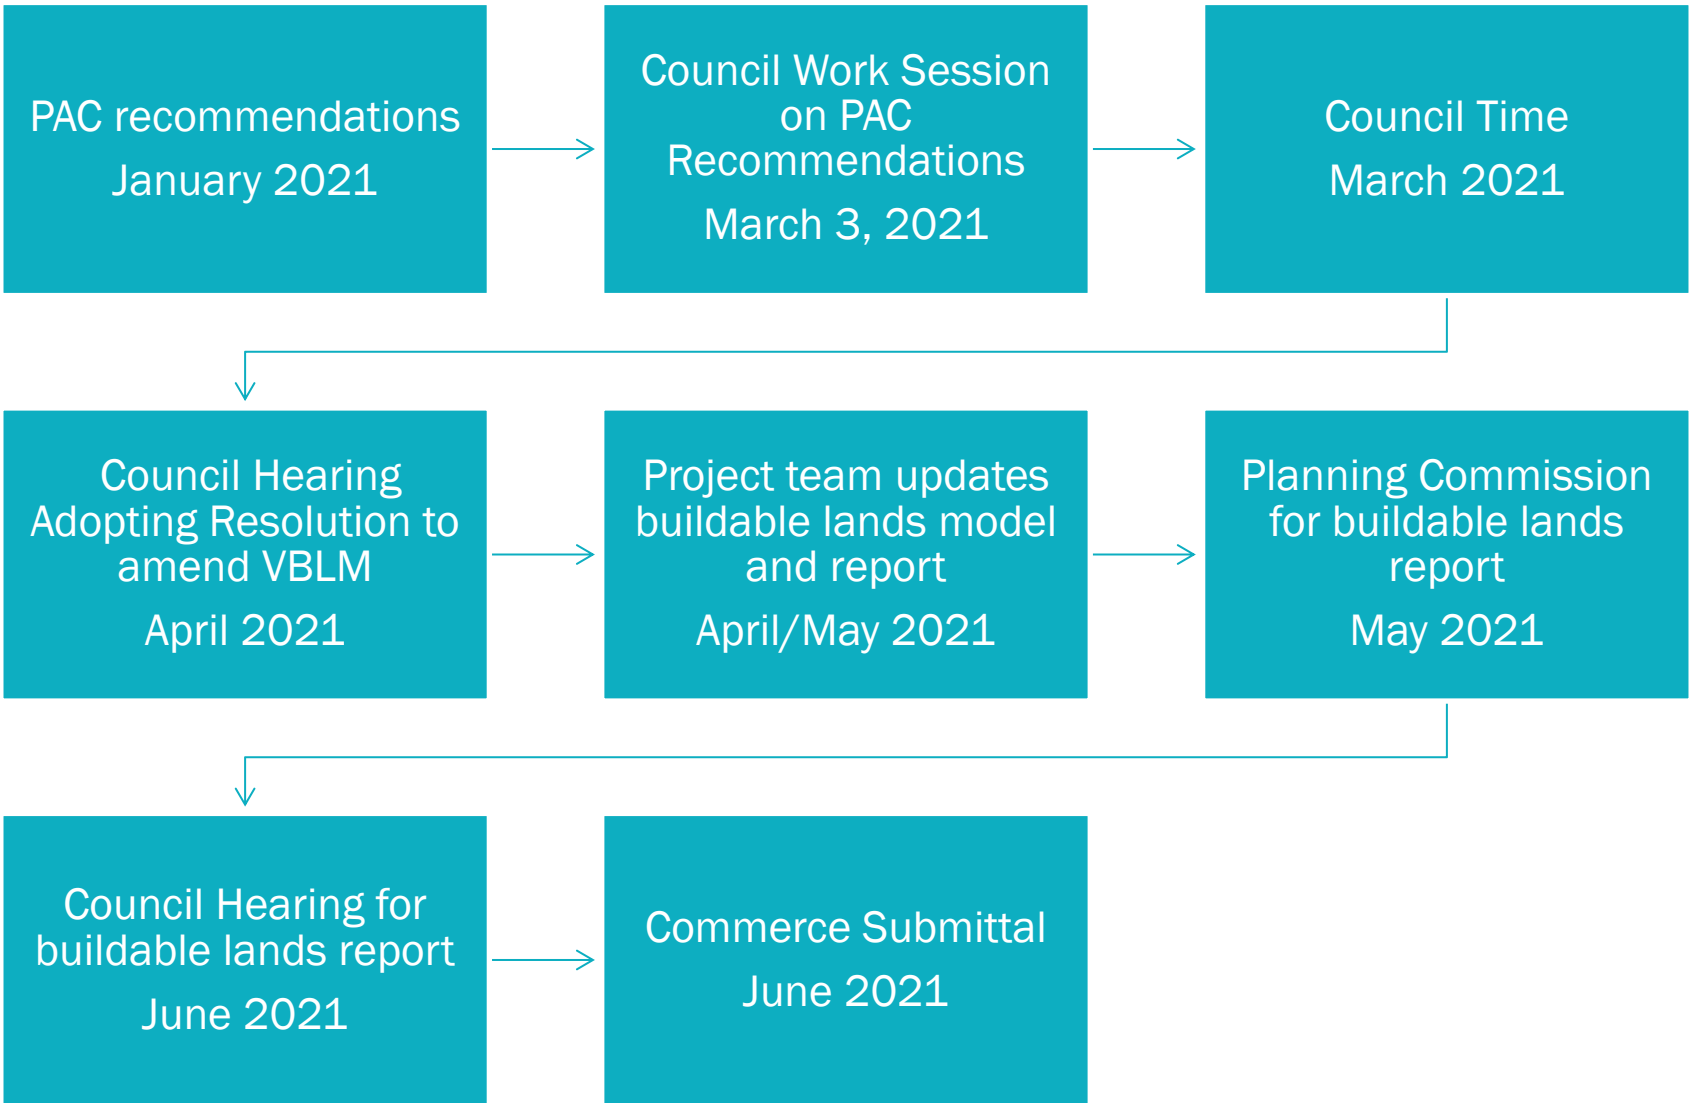 PAC recommendations
January 2021
Council Work Session
on PAC
Recommendations
March 3, 2021
Council Time
March 2021
Council Hearing
Adopting Resolution to
amend VBLM
April 2021
Project team updates
buildable lands model
and report
April/May 2021
Planning Commission
for buildable lands
report
May 2021
Council Hearing for
buildable lands report
June 2021
Commerce Submittal
June 2021